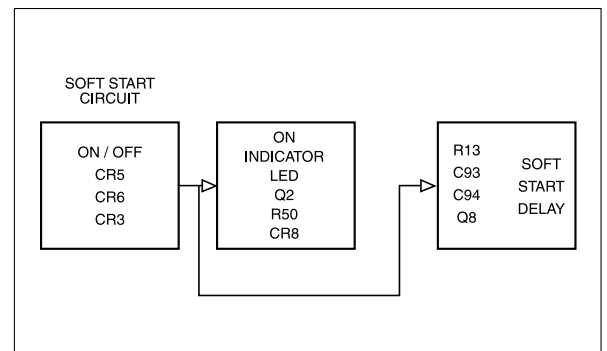 SOFT START
CIRCUIT
ON / OFF
CR5
CR6
CR3
ON
INDICATOR
LED
Q2
R50
CR8
R13
C93
C94
Q8
SOFT
START
DELAY